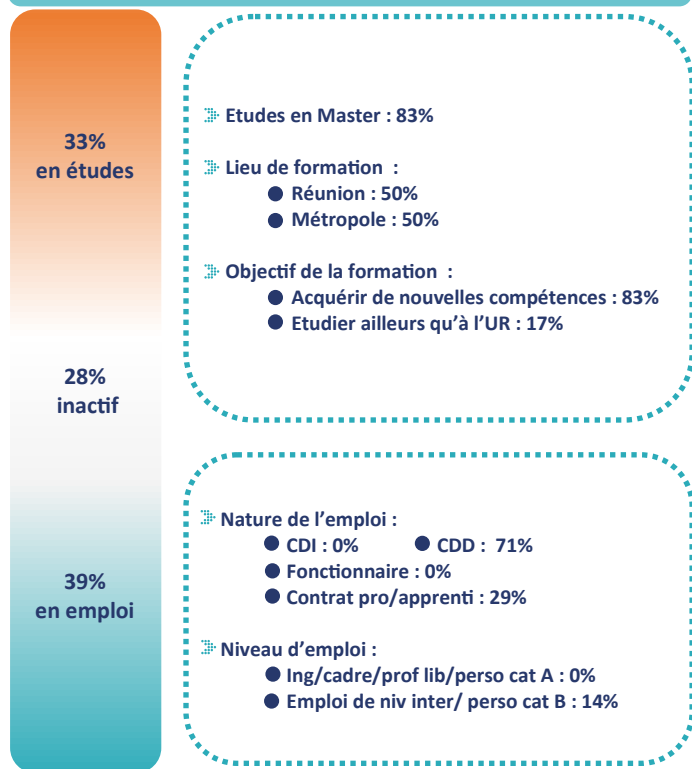 33%
en études
Etudes en Master : 83%
Lieu de formation :
Réunion : 50%
Métropole : 50%
Objectif de la formation :
Acquérir de nouvelles compétences : 83%
Etudier ailleurs qu'à l'UR : 17%
28%
inactif
39%
en emploi
Nature de l'emploi :
CDI : 0% CDD : 71%
Fonctionnaire : 0%
Contrat pro/apprenti : 29%
Niveau d'emploi :
Ing/cadre/prof lib/perso cat A : 0%
Emploi de niv inter/ perso cat B : 14%